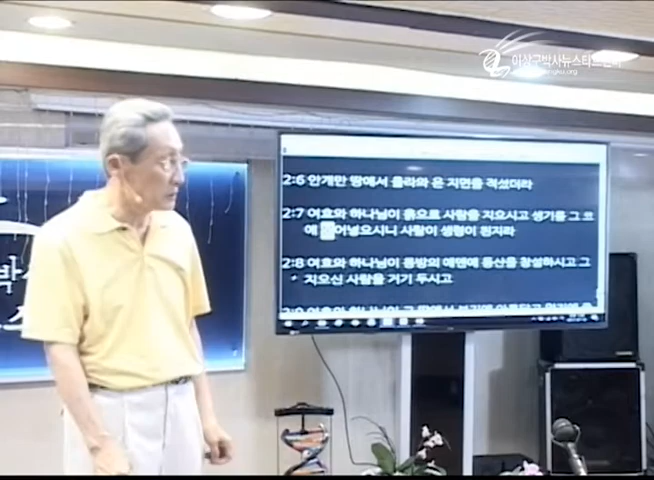 이상구박사뉴스타트센터
2:6 안개만 땅에서 올라와 온 지면을 적셨더라
2:7 여호와 하나님이 흙으로 사람을 지으시고 생기를 그 코
에 불어넣으시니 사람이 생령이 된지라
2:8 여호와 하나님이 동방의 에덴에 동산을 창설하시고 그
지으신 사람을 거기 두시고